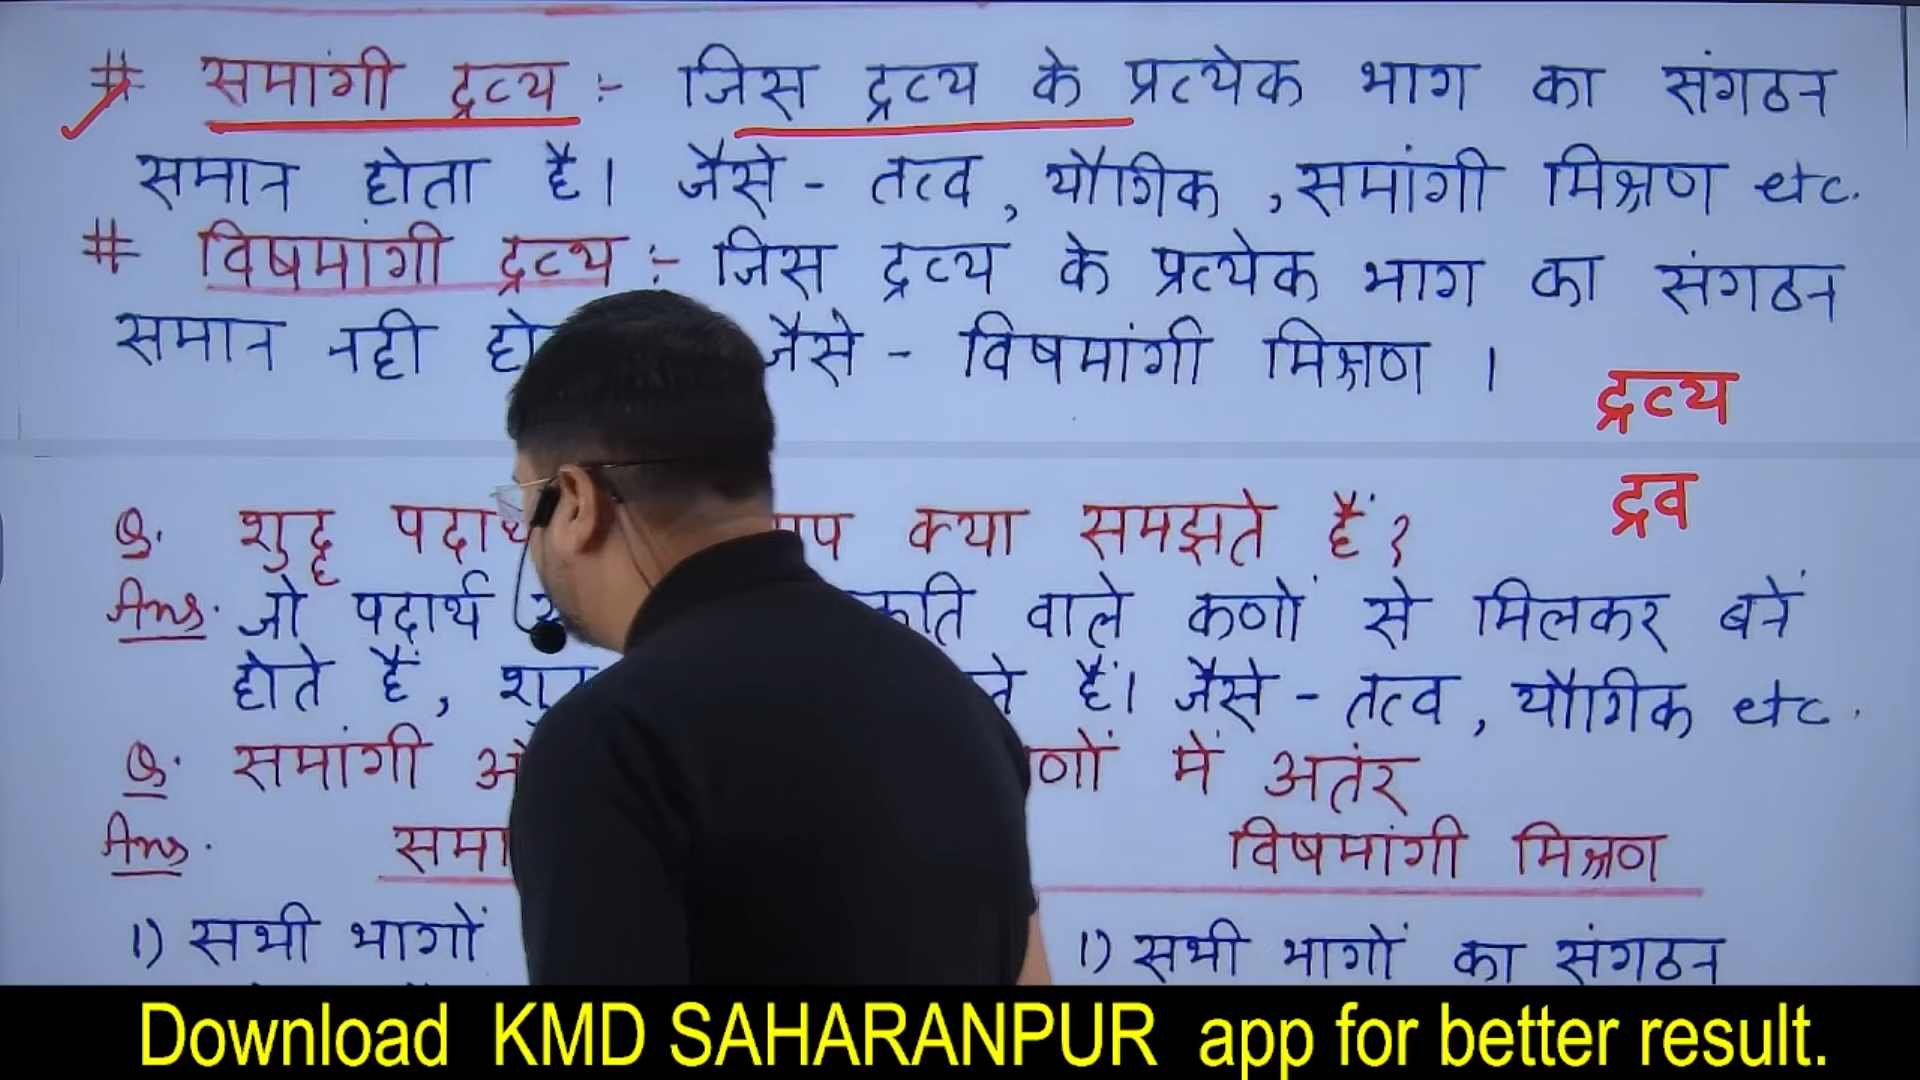 # समांगी द्रव्य :- जिस द्रव्य के प्रत्येक भाग का संगठन
समान होता है। जैसे - तत्व, यौगिक, समांगी मिश्रण etc.
# विषमांगी द्रव्य :- जिस द्रव्य के प्रत्येक भाग का संगठन
समान नही जैसे - विषमांगी मिश्रण ।
द्रव्य
द्रव
Q. शुद्ध क्या समझते हैं?
Ans. जो पदार्थ वाले कणों से मिलकर बनें
होते हैं, हैं। जैसे - तत्व, यौगिक etc.
Q. समांगी में अतंर
Ans. विषमांगी मिश्रण
1) सभी भागों
1) सभी भागों का संगठन
Download KMD SAHARANPUR app for better result.